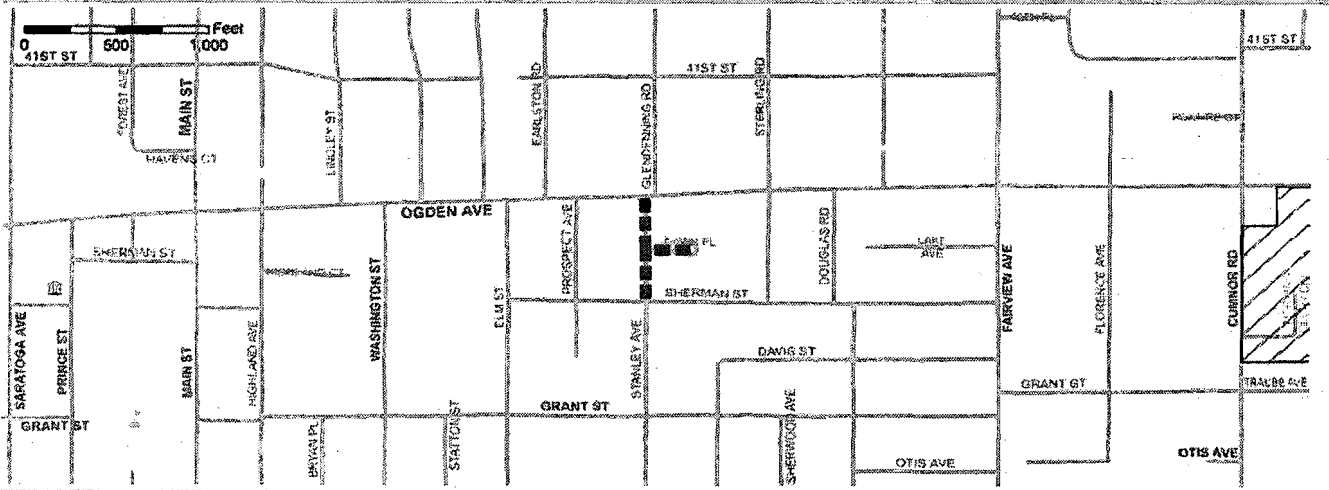 Feet
0 500 1,000
41ST ST
41ST ST
41ST ST
FOREST AVE
MAIN ST
HAVENS CT
LINDLEY ST
EARLSTON RD
GLENDENNING RD
STERLING RD
OGDEN AVE
SHERMAN ST
WASHINGTON ST
ELM ST
PROSPECT AVE
DOUGLAS RD
LAKE
AVE
FAIRVIEW AVE
FLORENCE AVE
CUMNOR RD
SARATOGA AVE
PRINCE ST
MAIN ST
HIGHLAND AVE
SHERMAN ST
STANLEY AVE
DAVIS ST
GRANT ST
TRAUBE AVE
GRANT ST
GRANT ST
BRYAN PL
STATTON ST
SHERWOOD AVE
OTIS AVE
OTIS AVE